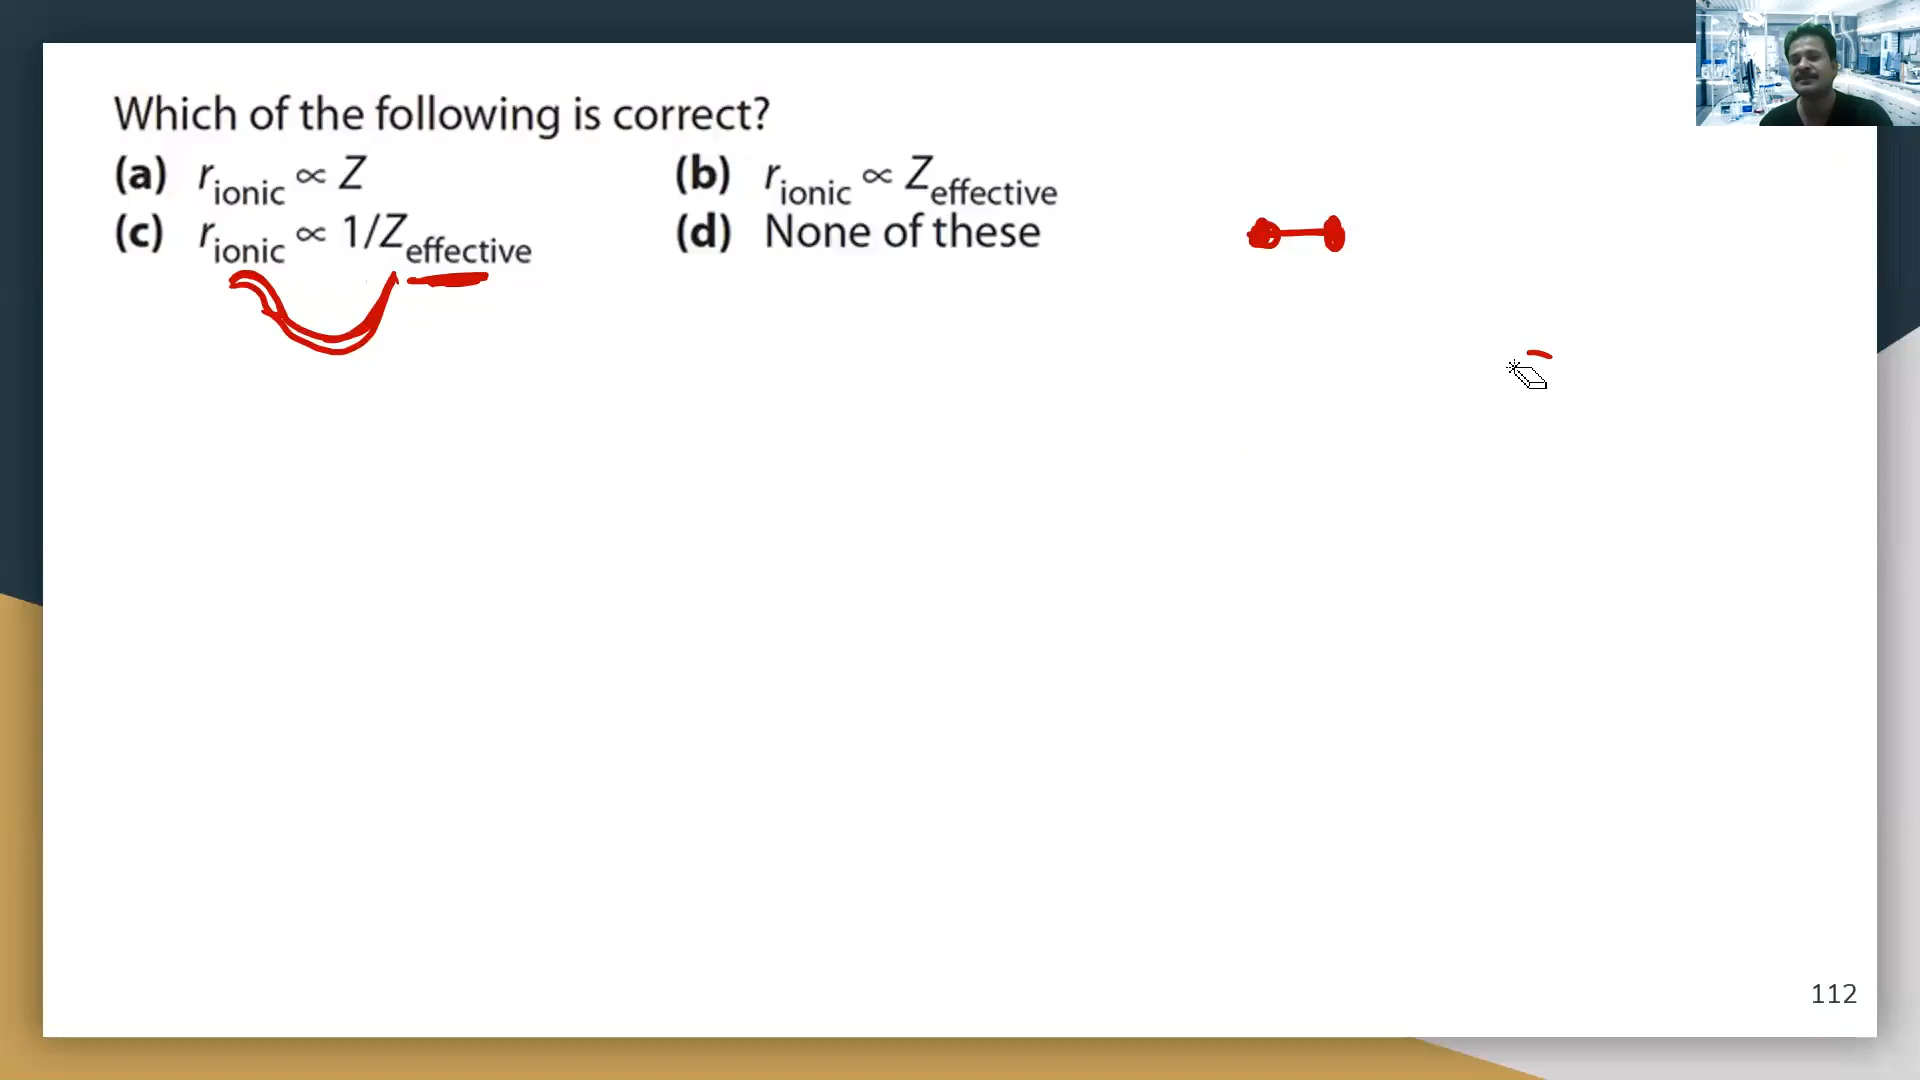 Which of the following is correct?
(a) r_ionic ∝ Z (b) r_ionic ∝ Z_effective
(c) r_ionic ∝ 1/Z_effective (d) None of these
112